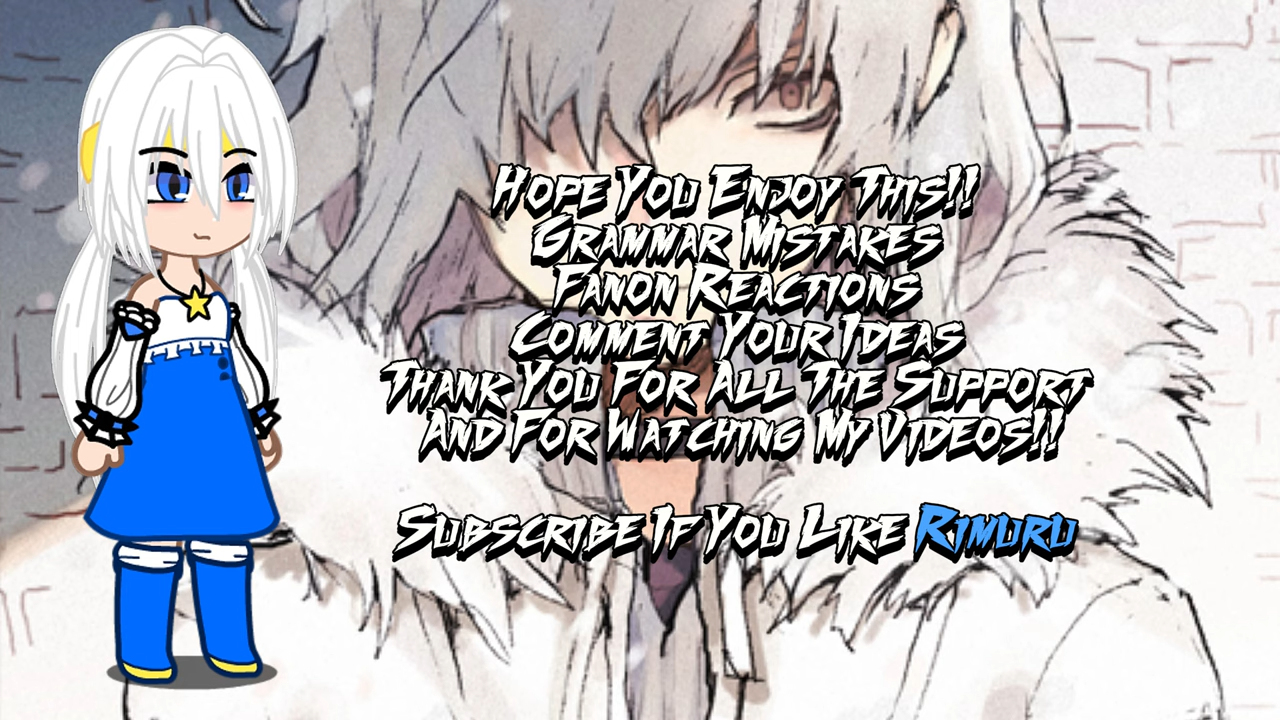 Hope You Enjoy This!!
Grammar Mistakes
Fanon Reactions
Comment Your Ideas
Thank You For All The Support
And For Watching My Videos!!
Subscribe If You Like Rimuru